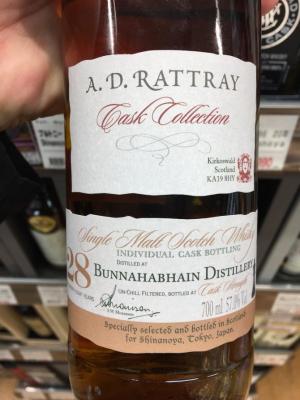 A. D. RATTRAY
Cask Collection
Kirkoswald
Scotland
KA19 8HY
Single Malt Scotch Whisky
INDIVIDUAL CASK BOTTLING
DISTILLED AT
28 BUNNAHABHAIN DISTILLERY
YEARS
UN-CHILL FILTERED, BOTTLED AT Cask Strength
700 ml 57.0% Vol
Specially selected and bottled in Scotland
for Shinanoya, Tokyo, Japan.